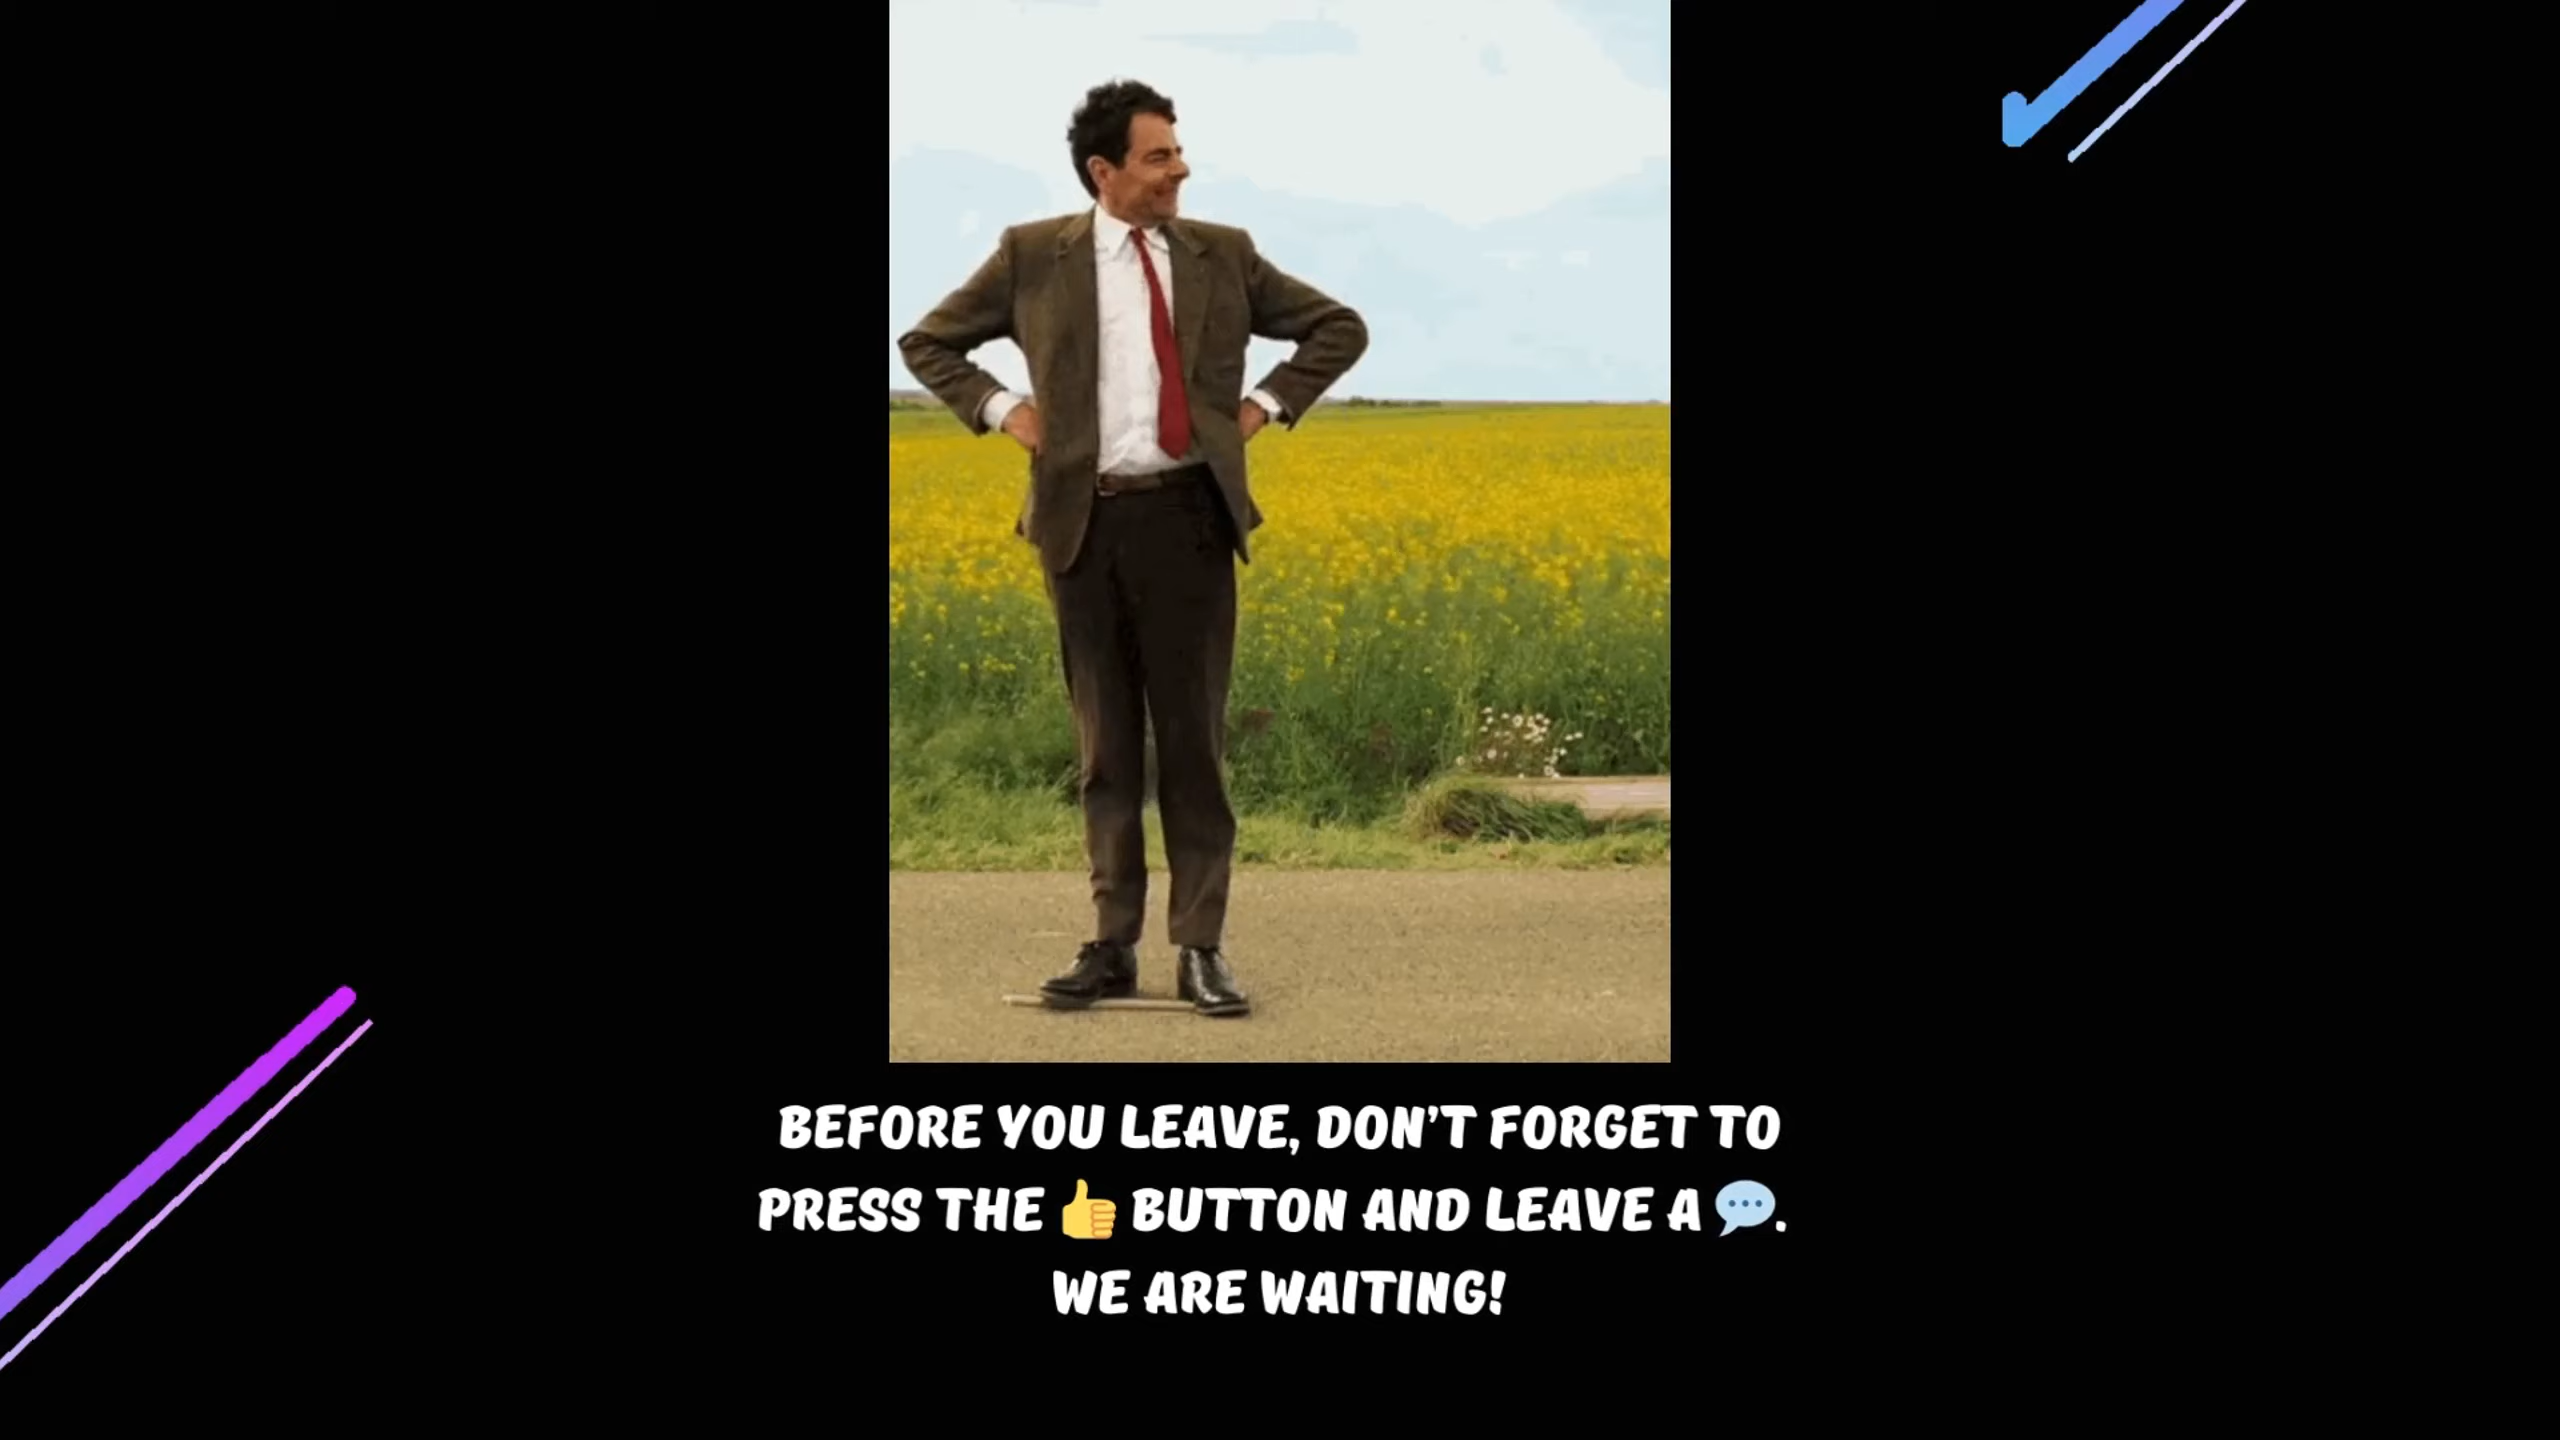 BEFORE YOU LEAVE, DON'T FORGET TO
PRESS THE 👍 BUTTON AND LEAVE A 💬.
WE ARE WAITING!